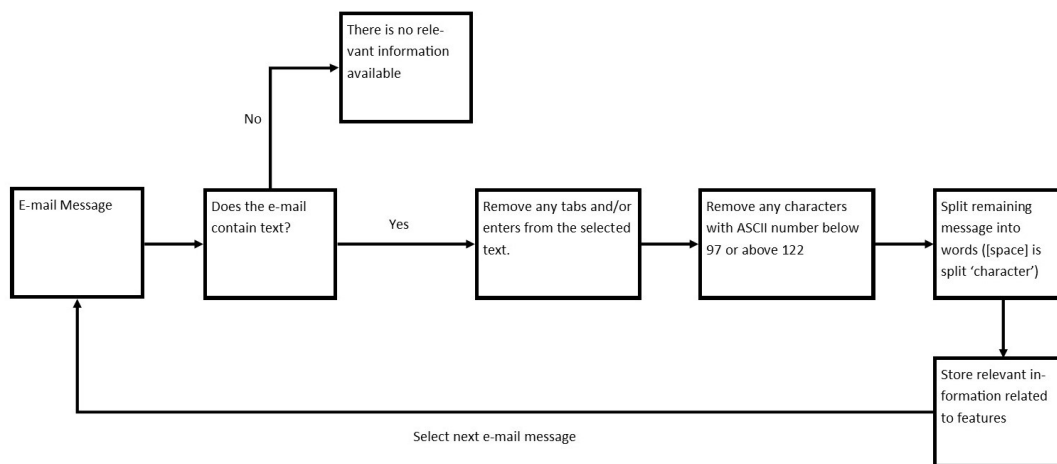 There is no rele-
vant information
available
No
E-mail Message
Does the e-mail
contain text?
Yes
Remove any tabs and/or
enters from the selected
text.
Remove any characters
with ASCII number below
97 or above 122
Split remaining
message into
words ([space] is
split ‘character’)
Store relevant in-
formation related
to features
Select next e-mail message